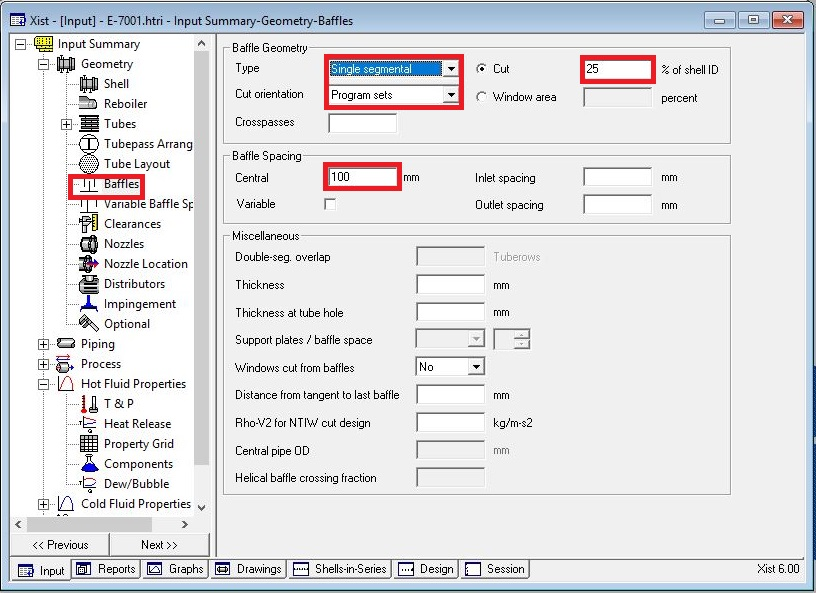 Xist - [Input] - E-7001.htri - Input Summary-Geometry-Baffles
Input Summary
Geometry
Shell
Reboiler
Tubes
Tubepass Arrang
Tube Layout
Baffles
Variable Baffle Sp
Clearances
Nozzles
Nozzle Location
Distributors
Impingement
Optional
Piping
Process
Hot Fluid Properties
T & P
Heat Release
Property Grid
Components
Dew/Bubble
Cold Fluid Properties
<< Previous Next >>
Baffle Geometry
Type Single segmental Cut 25 % of shell ID
Cut orientation Program sets Window area percent
Crosspasses
Baffle Spacing
Central 100 mm Inlet spacing mm
Variable Outlet spacing mm
Miscellaneous
Double-seg. overlap Tuberows
Thickness mm
Thickness at tube hole mm
Support plates / baffle space
Windows cut from baffles No
Distance from tangent to last baffle mm
Rho-V2 for NTIW cut design kg/m-s2
Central pipe OD mm
Helical baffle crossing fraction
Input Reports Graphs Drawings Shells-in-Series Design Session Xist 6.00